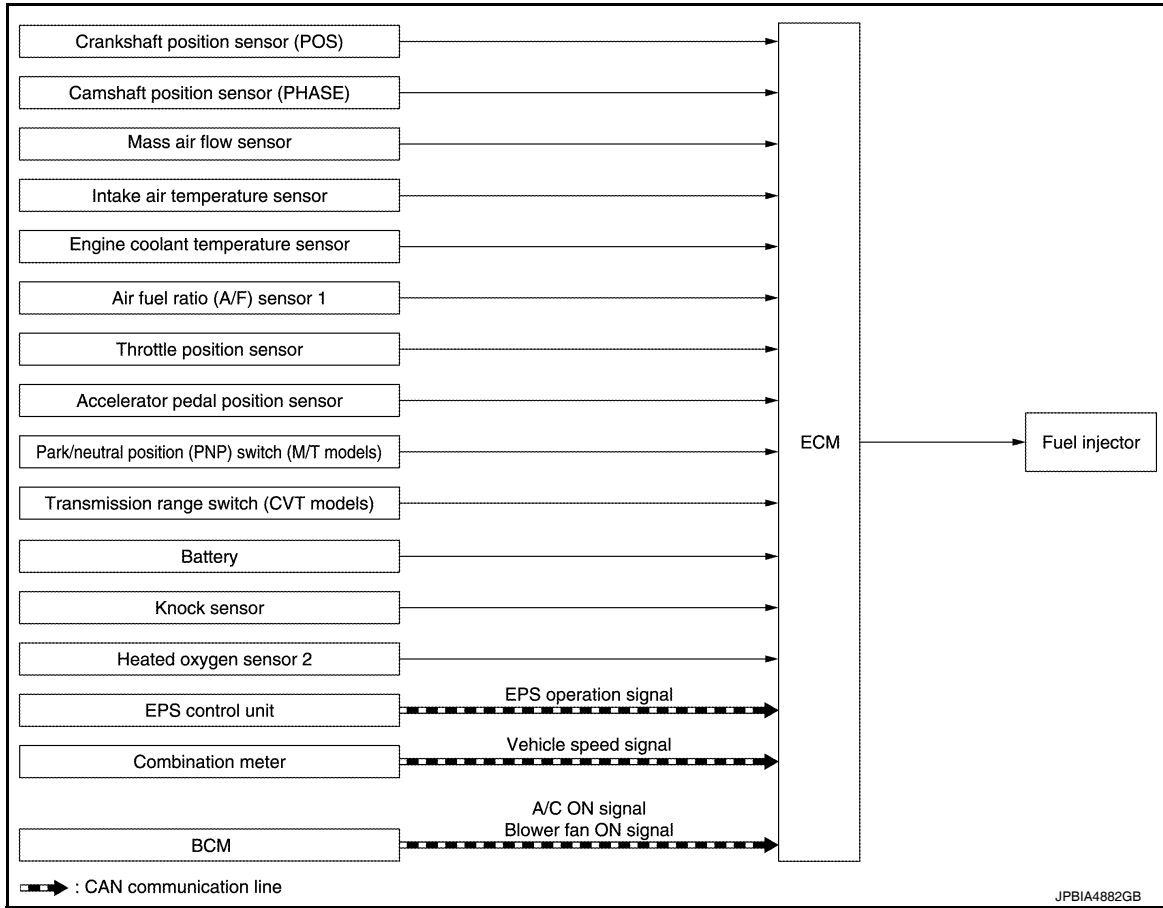 Crankshaft position sensor (POS)
Camshaft position sensor (PHASE)
Mass air flow sensor
Intake air temperature sensor
Engine coolant temperature sensor
Air fuel ratio (A/F) sensor 1
Throttle position sensor
Accelerator pedal position sensor
Park/neutral position (PNP) switch (M/T models)
ECM
Fuel injector
Transmission range switch (CVT models)
Battery
Knock sensor
Heated oxygen sensor 2
EPS control unit
EPS operation signal
Combination meter
Vehicle speed signal
BCM
A/C ON signal
Blower fan ON signal
: CAN communication line
JPBIA4882GB